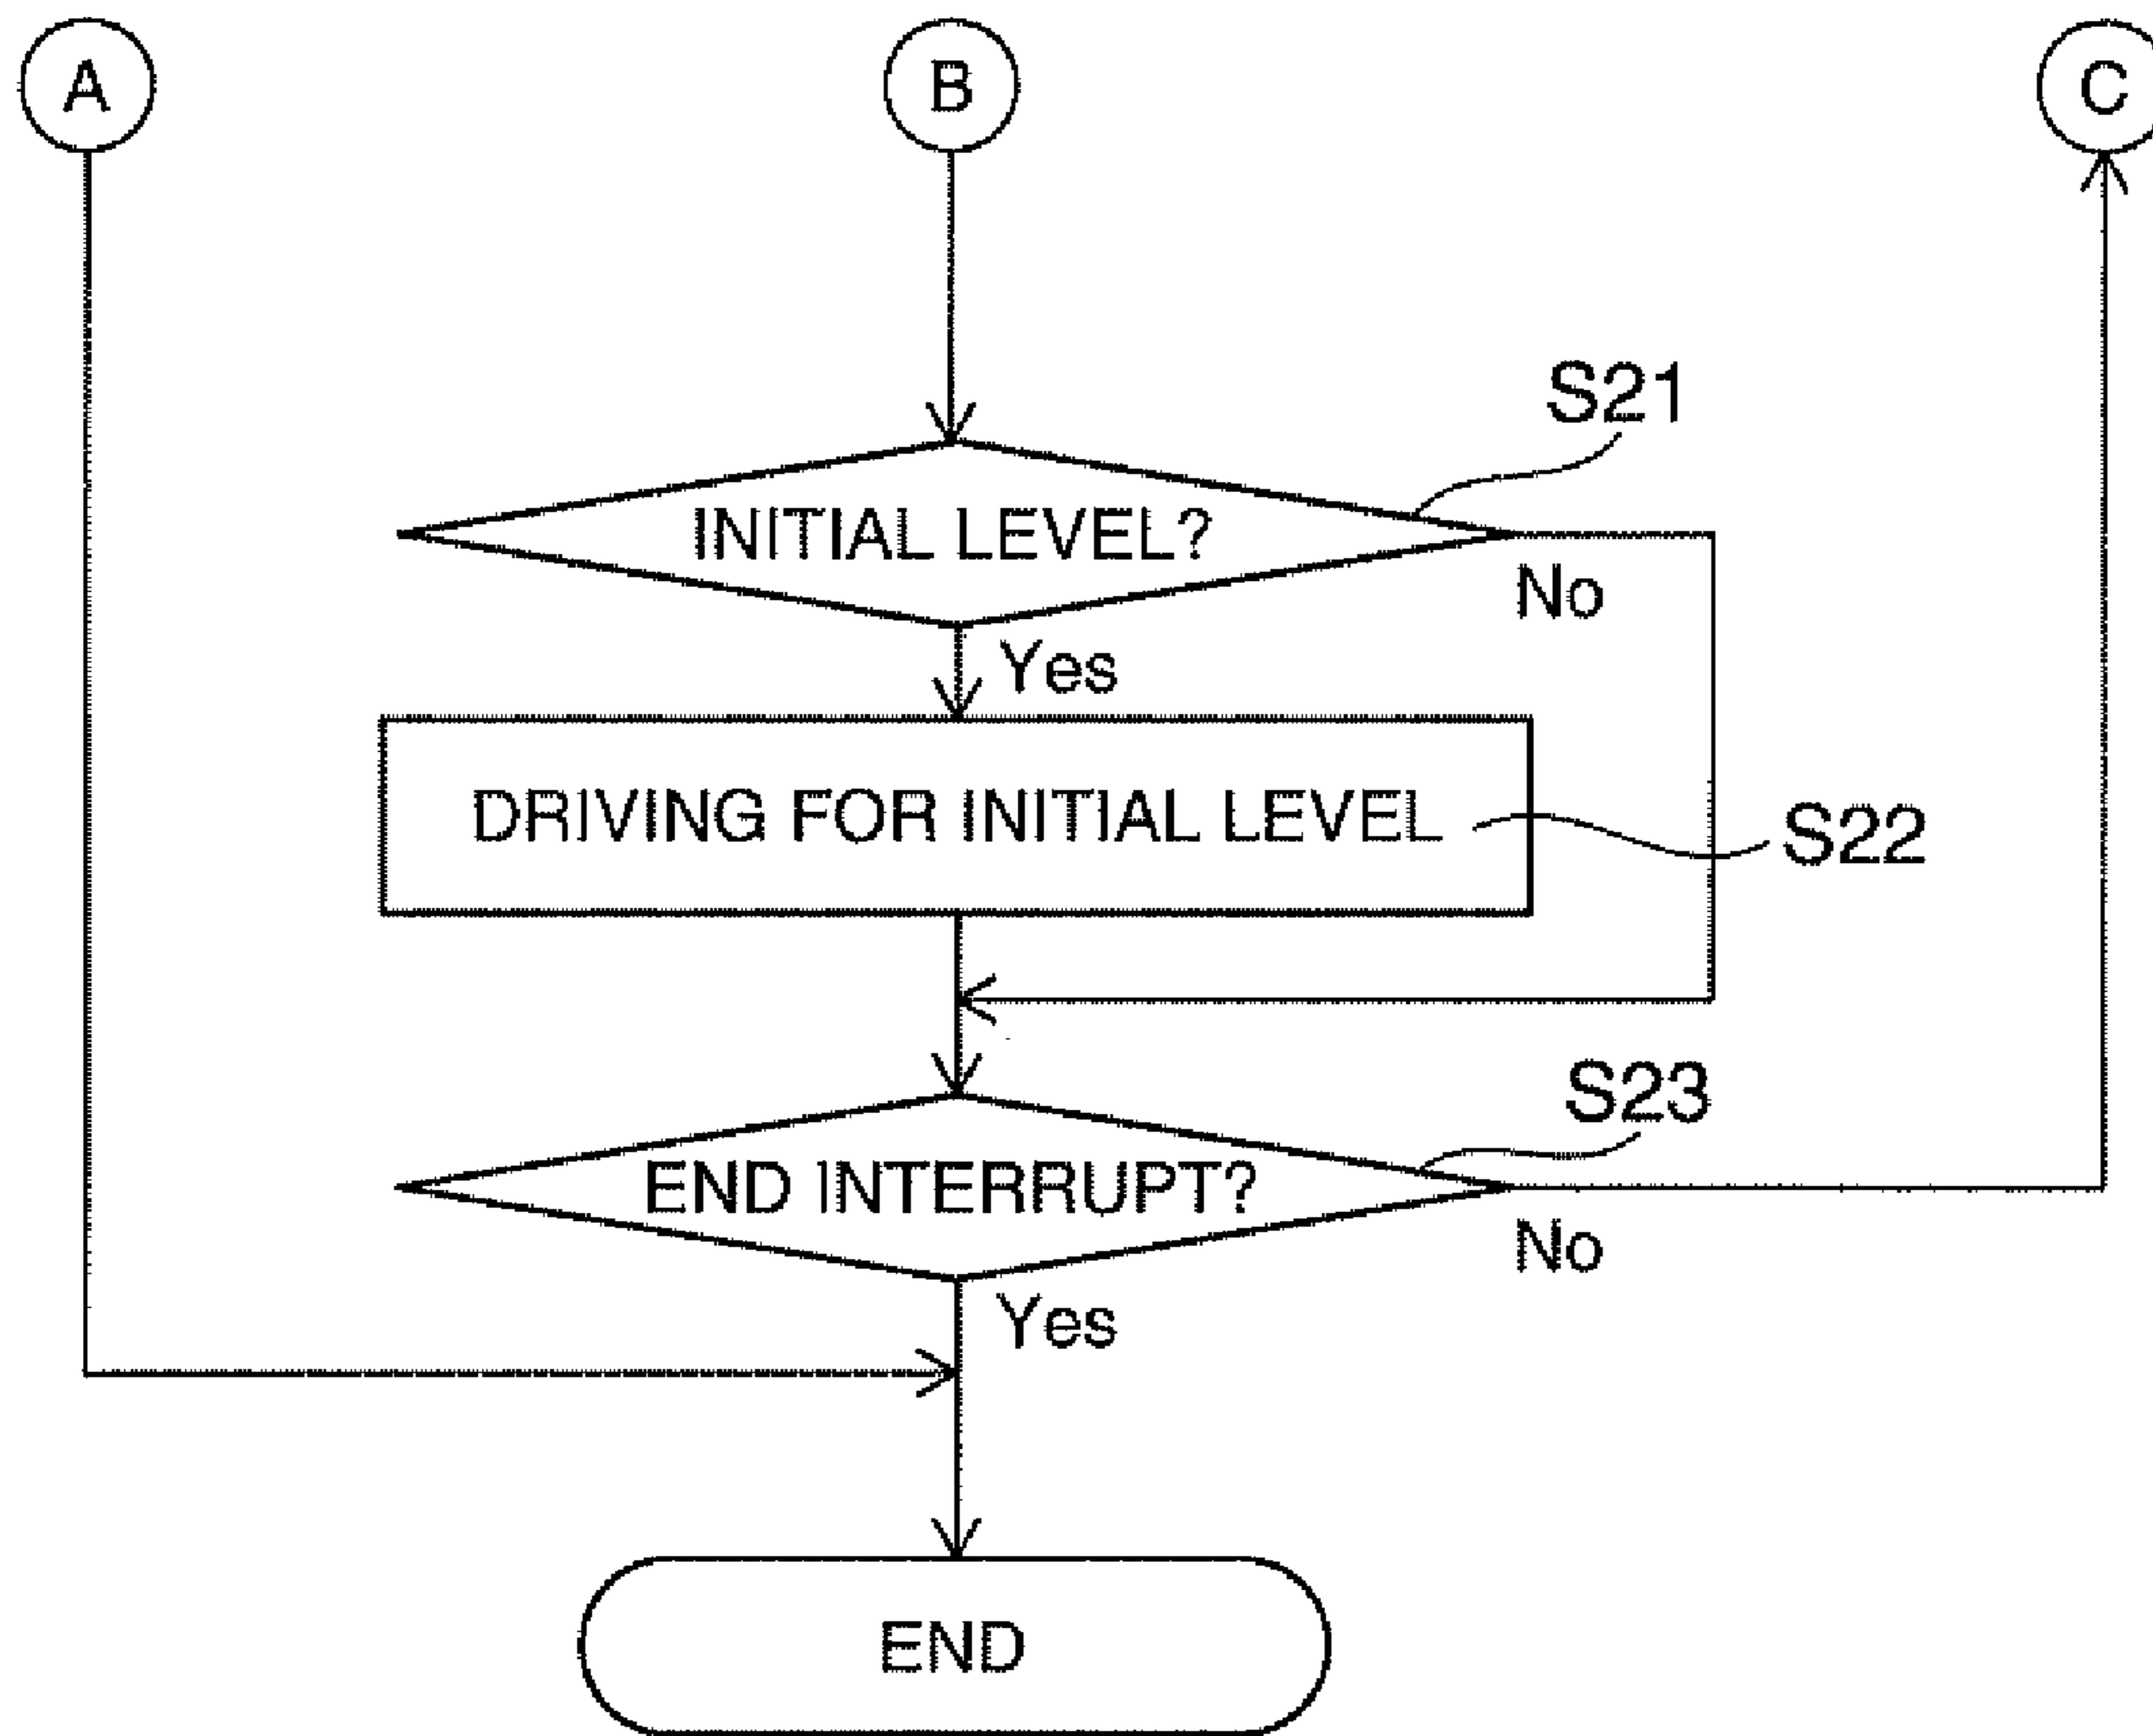 A
B
C
S21
INITIAL LEVEL?
No
Yes
DRIVING FOR INITIAL LEVEL
S22
S23
END INTERRUPT?
No
Yes
END